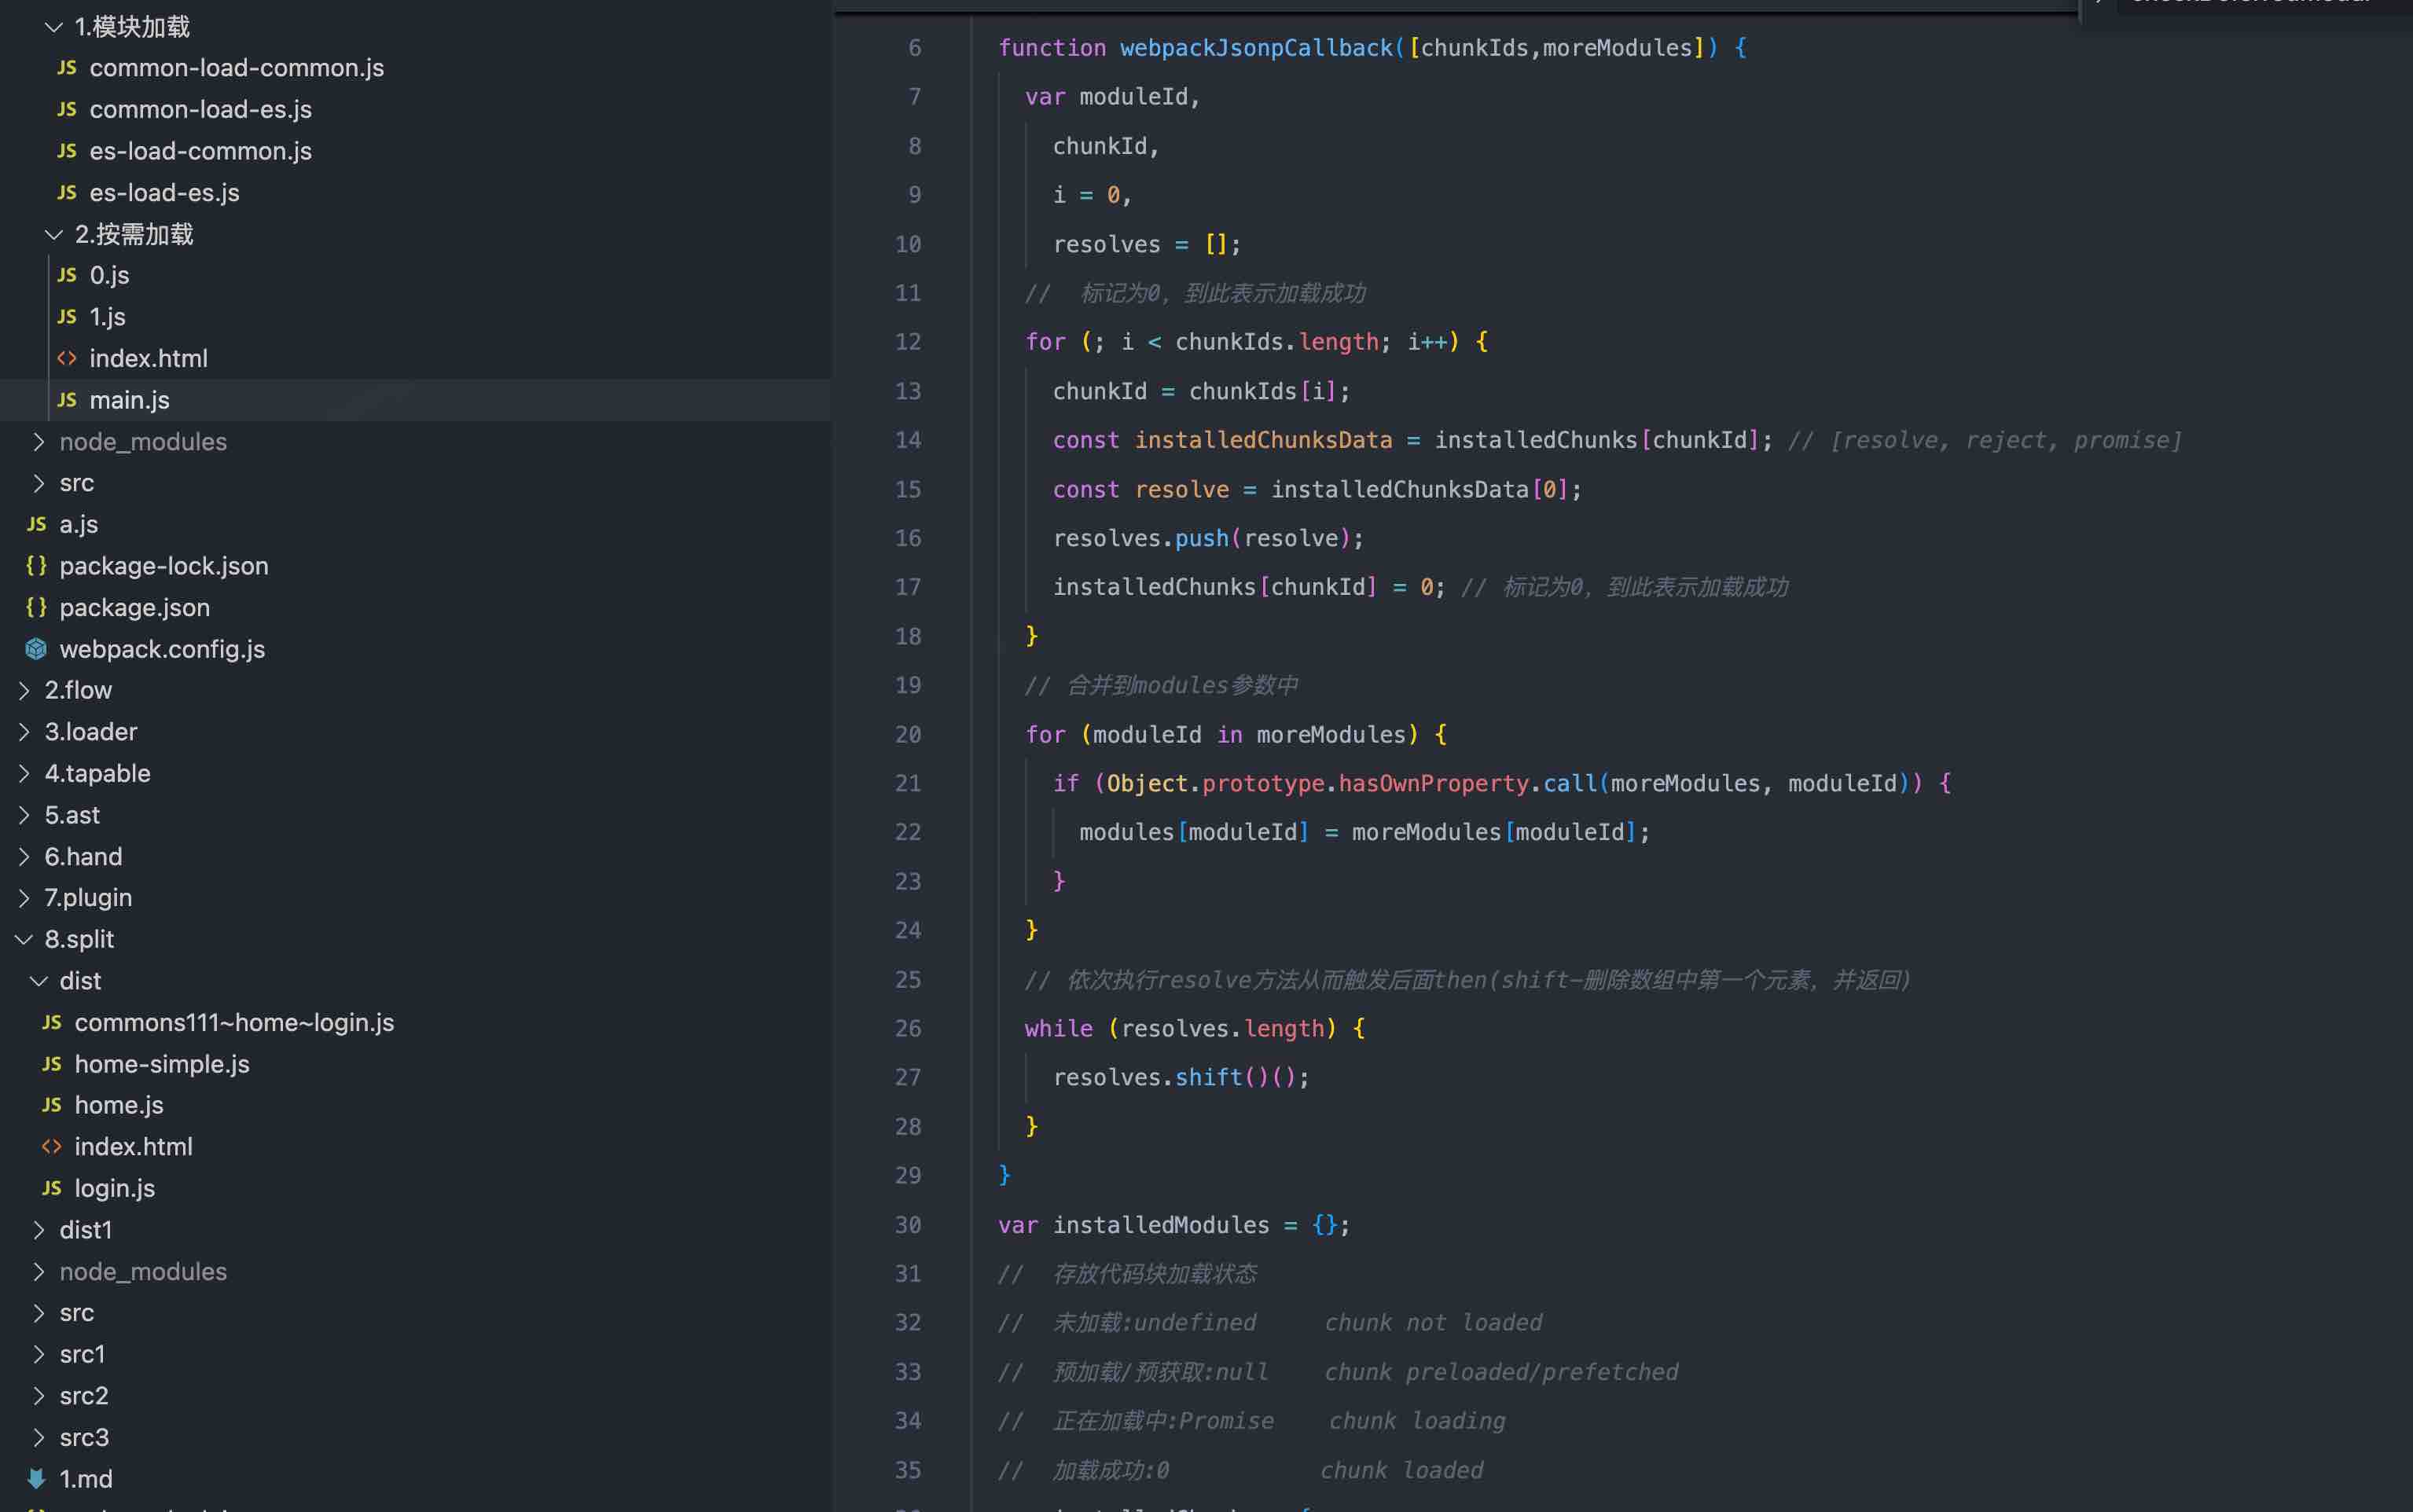 1.模块加载
JS common-load-common.js
JS common-load-es.js
JS es-load-common.js
JS es-load-es.js
2.按需加载
JS 0.js
JS 1.js
<> index.html
JS main.js
node_modules
src
JS a.js
{} package-lock.json
{} package.json
webpack.config.js
2.flow
3.loader
4.tapable
5.ast
6.hand
7.plugin
8.split
dist
JS commons111~home~login.js
JS home-simple.js
JS home.js
<> index.html
JS login.js
dist1
node_modules
src
src1
src2
src3
1.md
6 function webpackJsonpCallback([chunkIds,moreModules]) {
7 var moduleId,
8 chunkId,
9 i = 0,
10 resolves = [];
11 //  标记为0，到此表示加载成功
12 for (; i < chunkIds.length; i++) {
13 chunkId = chunkIds[i];
14 const installedChunksData = installedChunks[chunkId]; // [resolve, reject, promise]
15 const resolve = installedChunksData[0];
16 resolves.push(resolve);
17 installedChunks[chunkId] = 0; // 标记为0，到此表示加载成功
18 }
19 // 合并到modules参数中
20 for (moduleId in moreModules) {
21 if (Object.prototype.hasOwnProperty.call(moreModules, moduleId)) {
22 modules[moduleId] = moreModules[moduleId];
23 }
24 }
25 // 依次执行resolve方法从而触发后面then(shift-删除数组中第一个元素，并返回)
26 while (resolves.length) {
27 resolves.shift()();
28 }
29 }
30 var installedModules = {};
31 //  存放代码块加载状态
32 //  未加载:undefined     chunk not loaded
33 //  预加载/预获取:null    chunk preloaded/prefetched
34 //  正在加载中:Promise    chunk loading
35 //  加载成功:0           chunk loaded